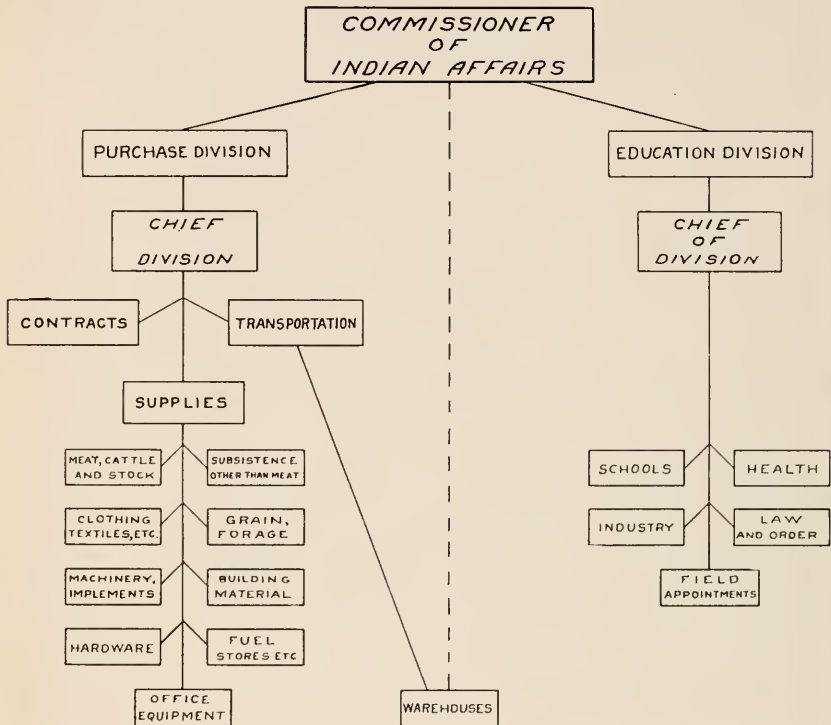 COMMISSIONER
OF
INDIAN AFFAIRS
PURCHASE DIVISION
EDUCATION DIVISION
CHIEF
DIVISION
CHIEF
OF
DIVISION
CONTRACTS
TRANSPORTATION
SUPPLIES
MEAT, CATTLE
AND STOCK
SUBSISTENCE
OTHER THAN MEAT
CLOTHING
TEXTILES, ETC.
GRAIN,
FORAGE
MACHINERY,
IMPLEMENTS
BUILDING
MATERIAL
HARDWARE
FUEL
STORES ETC
OFFICE
EQUIPMENT
WAREHOUSES
SCHOOLS
HEALTH
INDUSTRY
LAW
AND ORDER
FIELD
APPOINTMENTS